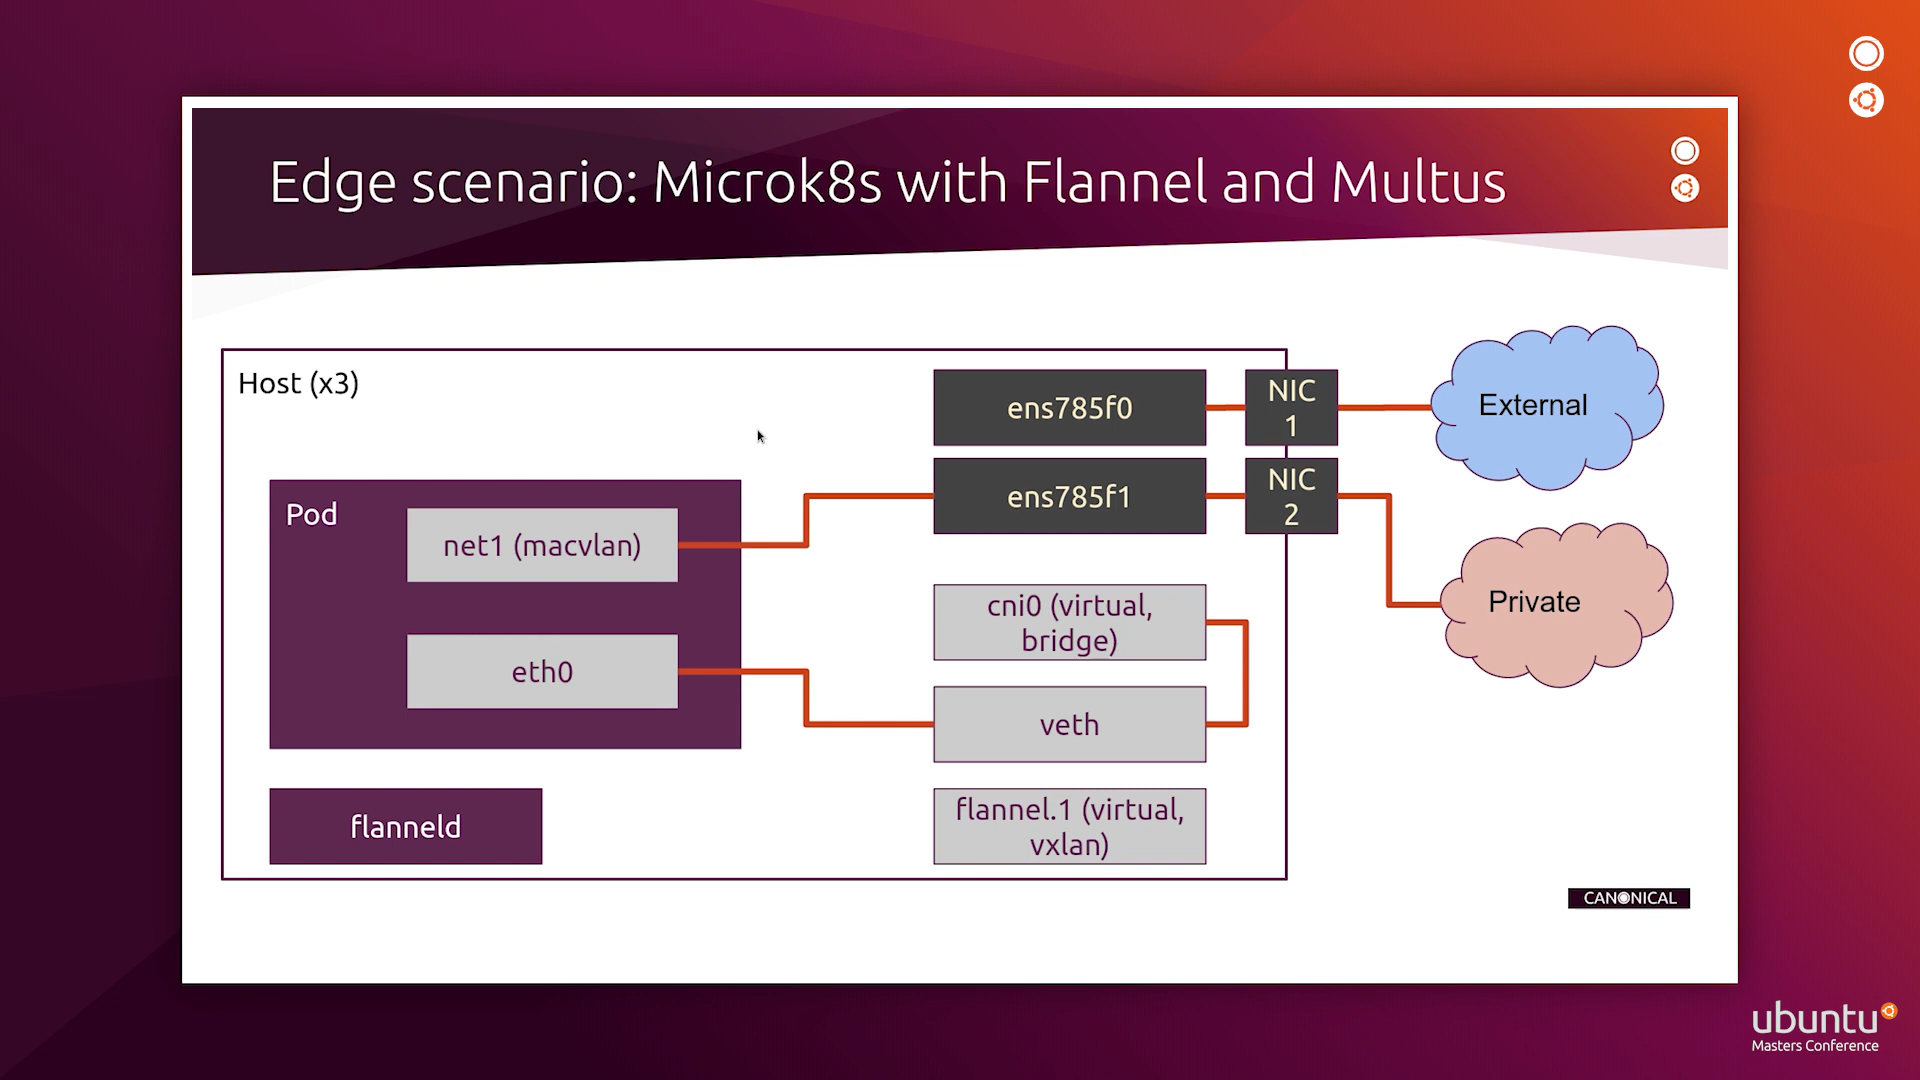 Edge scenario: Microk8s with Flannel and Multus
Host (x3)
ens785f0
NIC
1
External
ens785f1
NIC
2
Pod
net1 (macvlan)
Private
cni0 (virtual,
bridge)
eth0
veth
flanneld
flannel.1 (virtual,
vxlan)
CANONICAL
ubuntu
Masters Conference